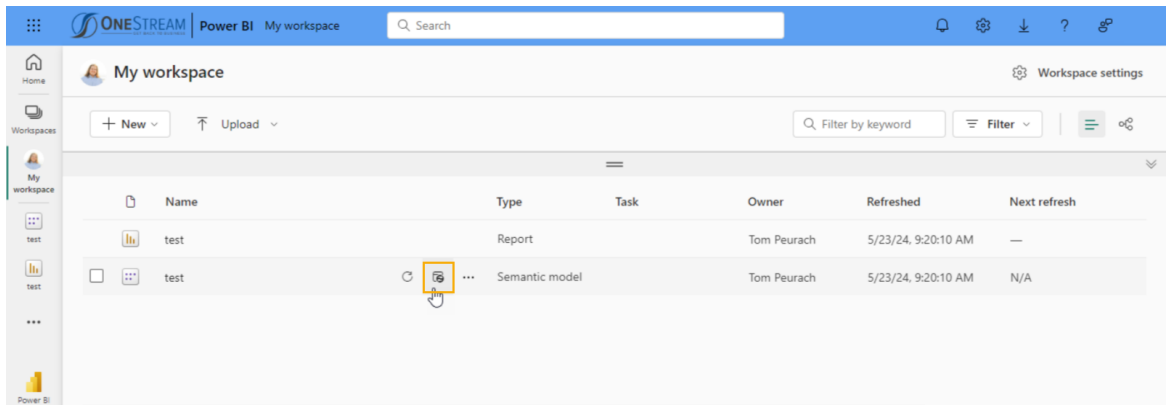 ONESTREAM Power BI My workspace Search ?
Home
My workspace
Workspace settings
Workspaces
+ New Upload Filter by keyword Filter
My workspace
Name Type Task Owner Refreshed Next refresh
test
test Report Tom Peurach 5/23/24, 9:20:10 AM —
test
test Semantic model Tom Peurach 5/23/24, 9:20:10 AM N/A
Power BI